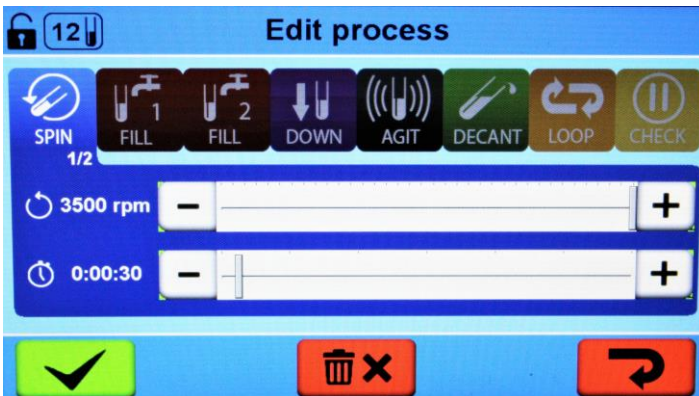 12
Edit process
SPIN
1/2
1
FILL
2
FILL
DOWN
AGIT
DECANT
LOOP
CHECK
3500 rpm
− +
0:00:30
− +